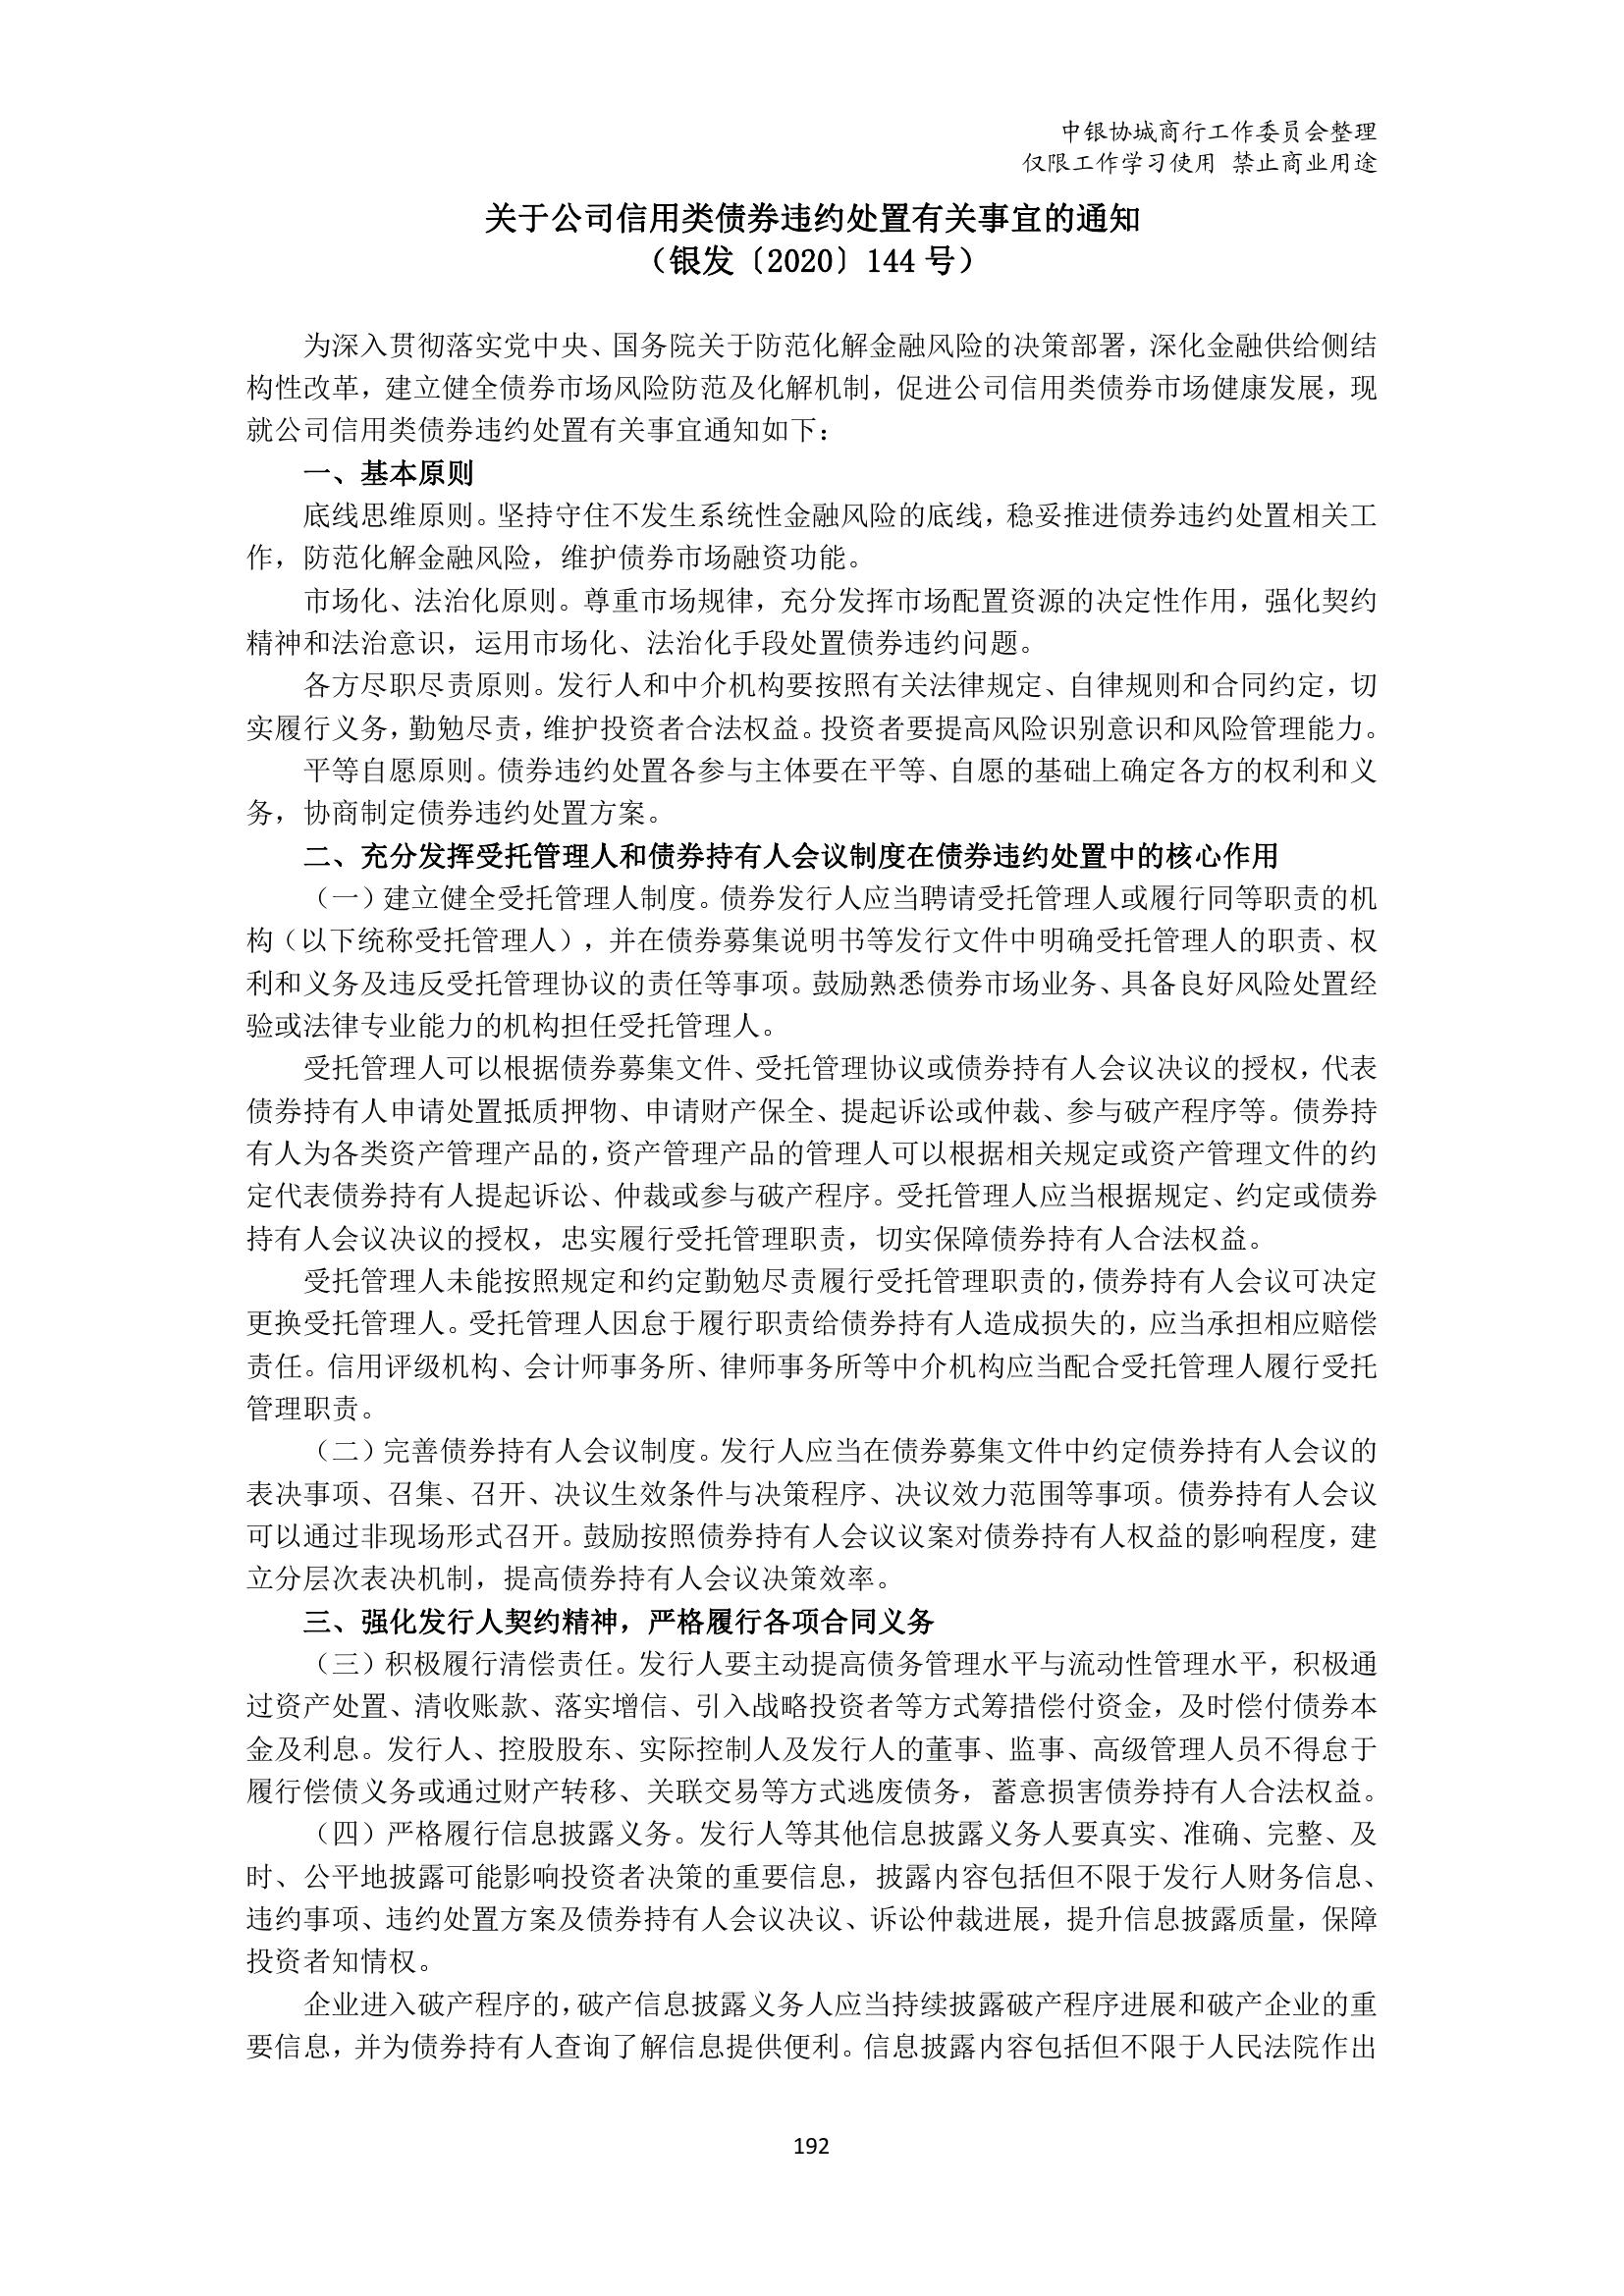 中银协城商行工作委员会整理
仅限工作学习使用 禁止商业用途
关于公司信用类债券违约处置有关事宜的通知
（银发〔2020〕144 号）
为深入贯彻落实党中央、国务院关于防范化解金融风险的决策部署，深化金融供给侧结
构性改革，建立健全债券市场风险防范及化解机制，促进公司信用类债券市场健康发展，现
就公司信用类债券违约处置有关事宜通知如下：
一、基本原则
底线思维原则。坚持守住不发生系统性金融风险的底线，稳妥推进债券违约处置相关工
作，防范化解金融风险，维护债券市场融资功能。
市场化、法治化原则。尊重市场规律，充分发挥市场配置资源的决定性作用，强化契约
精神和法治意识，运用市场化、法治化手段处置债券违约问题。
各方尽职尽责原则。发行人和中介机构要按照有关法律规定、自律规则和合同约定，切
实履行义务，勤勉尽责，维护投资者合法权益。投资者要提高风险识别意识和风险管理能力。
平等自愿原则。债券违约处置各参与主体要在平等、自愿的基础上确定各方的权利和义
务，协商制定债券违约处置方案。
二、充分发挥受托管理人和债券持有人会议制度在债券违约处置中的核心作用
（一）建立健全受托管理人制度。债券发行人应当聘请受托管理人或履行同等职责的机
构（以下统称受托管理人），并在债券募集说明书等发行文件中明确受托管理人的职责、权
利和义务及违反受托管理协议的责任等事项。鼓励熟悉债券市场业务、具备良好风险处置经
验或法律专业能力的机构担任受托管理人。
受托管理人可以根据债券募集文件、受托管理协议或债券持有人会议决议的授权，代表
债券持有人申请处置抵质押物、申请财产保全、提起诉讼或仲裁、参与破产程序等。债券持
有人为各类资产管理产品的，资产管理产品的管理人可以根据相关规定或资产管理文件的约
定代表债券持有人提起诉讼、仲裁或参与破产程序。受托管理人应当根据规定、约定或债券
持有人会议决议的授权，忠实履行受托管理职责，切实保障债券持有人合法权益。
受托管理人未能按照规定和约定勤勉尽责履行受托管理职责的，债券持有人会议可决定
更换受托管理人。受托管理人因怠于履行职责给债券持有人造成损失的，应当承担相应赔偿
责任。信用评级机构、会计师事务所、律师事务所等中介机构应当配合受托管理人履行受托
管理职责。
（二）完善债券持有人会议制度。发行人应当在债券募集文件中约定债券持有人会议的
表决事项、召集、召开、决议生效条件与决策程序、决议效力范围等事项。债券持有人会议
可以通过非现场形式召开。鼓励按照债券持有人会议议案对债券持有人权益的影响程度，建
立分层次表决机制，提高债券持有人会议决策效率。
三、强化发行人契约精神，严格履行各项合同义务
（三）积极履行清偿责任。发行人要主动提高债务管理水平与流动性管理水平，积极通
过资产处置、清收账款、落实增信、引入战略投资者等方式筹措偿付资金，及时偿付债券本
金及利息。发行人、控股股东、实际控制人及发行人的董事、监事、高级管理人员不得怠于
履行偿债义务或通过财产转移、关联交易等方式逃废债务，蓄意损害债券持有人合法权益。
（四）严格履行信息披露义务。发行人等其他信息披露义务人要真实、准确、完整、及
时、公平地披露可能影响投资者决策的重要信息，披露内容包括但不限于发行人财务信息、
违约事项、违约处置方案及债券持有人会议决议、诉讼仲裁进展，提升信息披露质量，保障
投资者知情权。
企业进入破产程序的，破产信息披露义务人应当持续披露破产程序进展和破产企业的重
要信息，并为债券持有人查询了解信息提供便利。信息披露内容包括但不限于人民法院作出
192